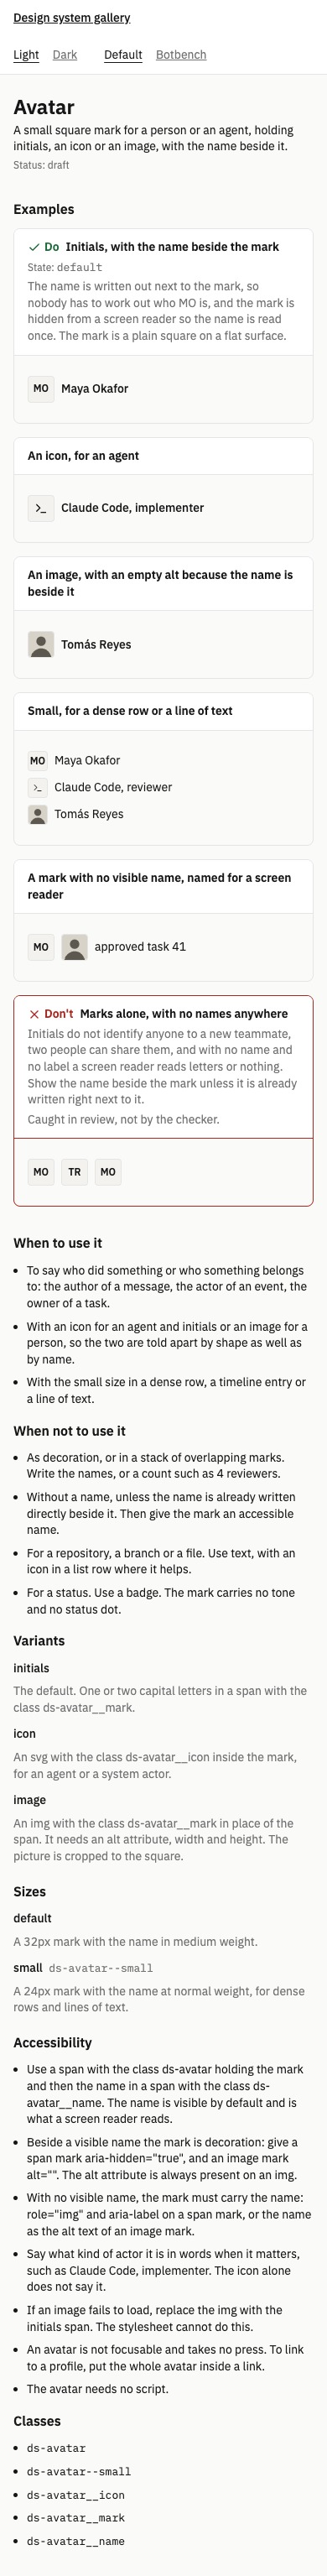 Design system gallery
Light Dark Default Botbench
Avatar
A small square mark for a person or an agent, holding
initials, an icon or an image, with the name beside it.
Status: draft
Examples
Do Initials, with the name beside the mark
State: default
The name is written out next to the mark, so
nobody has to work out who MO is, and the mark is
hidden from a screen reader so the name is read
once. The mark is a plain square on a flat surface.
MO Maya Okafor
An icon, for an agent
Claude Code, implementer
An image, with an empty alt because the name is
beside it
Tomás Reyes
Small, for a dense row or a line of text
MO Maya Okafor
Claude Code, reviewer
Tomás Reyes
A mark with no visible name, named for a screen
reader
MO approved task 41
Don't Marks alone, with no names anywhere
Initials do not identify anyone to a new teammate,
two people can share them, and with no name and
no label a screen reader reads letters or nothing.
Show the name beside the mark unless it is already
written right next to it.
Caught in review, not by the checker.
MO TR MO
When to use it
To say who did something or who something belongs
to: the author of a message, the actor of an event, the
owner of a task.
With an icon for an agent and initials or an image for a
person, so the two are told apart by shape as well as
by name.
With the small size in a dense row, a timeline entry or
a line of text.
When not to use it
As decoration, or in a stack of overlapping marks.
Write the names, or a count such as 4 reviewers.
Without a name, unless the name is already written
directly beside it. Then give the mark an accessible
name.
For a repository, a branch or a file. Use text, with an
icon in a list row where it helps.
For a status. Use a badge. The mark carries no tone
and no status dot.
Variants
initials
The default. One or two capital letters in a span with the
class ds-avatar__mark.
icon
An svg with the class ds-avatar__icon inside the mark,
for an agent or a system actor.
image
An img with the class ds-avatar__mark in place of the
span. It needs an alt attribute, width and height. The
picture is cropped to the square.
Sizes
default
A 32px mark with the name in medium weight.
small ds-avatar--small
A 24px mark with the name at normal weight, for dense
rows and lines of text.
Accessibility
Use a span with the class ds-avatar holding the mark
and then the name in a span with the class ds-
avatar__name. The name is visible by default and is
what a screen reader reads.
Beside a visible name the mark is decoration: give a
span mark aria-hidden="true", and an image mark
alt="". The alt attribute is always present on an img.
With no visible name, the mark must carry the name:
role="img" and aria-label on a span mark, or the name
as the alt text of an image mark.
Say what kind of actor it is in words when it matters,
such as Claude Code, implementer. The icon alone
does not say it.
If an image fails to load, replace the img with the
initials span. The stylesheet cannot do this.
An avatar is not focusable and takes no press. To link
to a profile, put the whole avatar inside a link.
The avatar needs no script.
Classes
ds-avatar
ds-avatar--small
ds-avatar__icon
ds-avatar__mark
ds-avatar__name